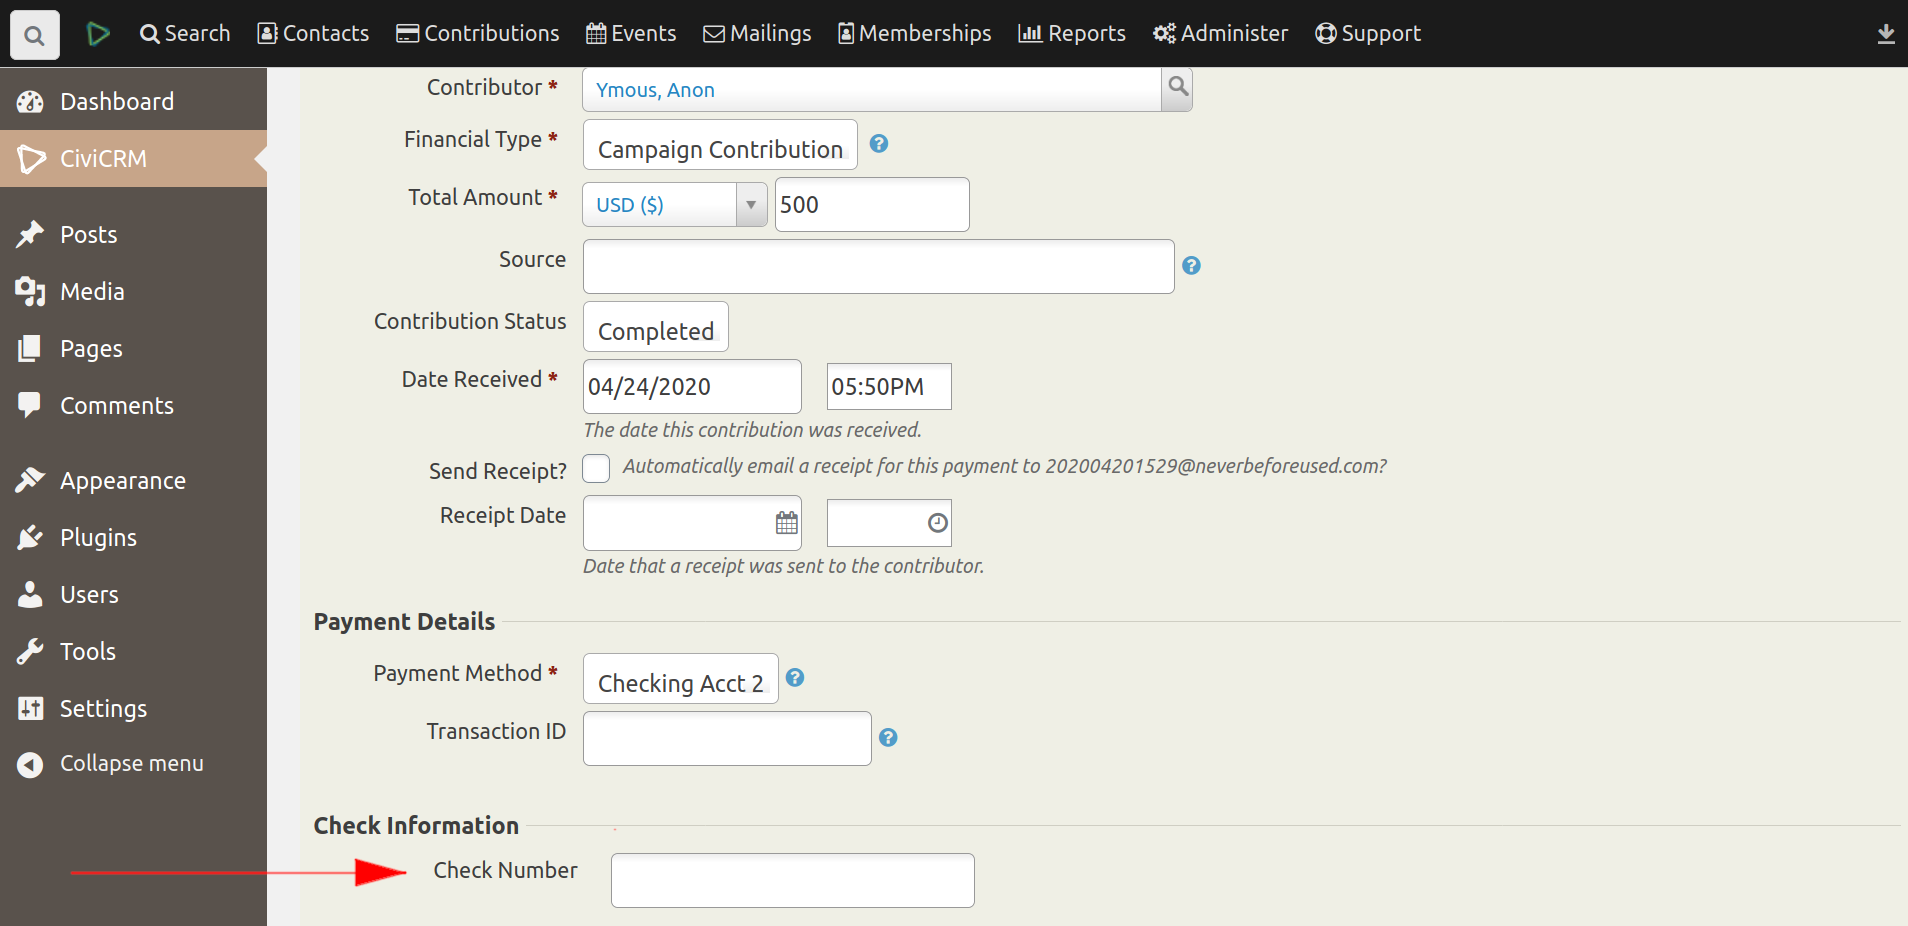 Search Contacts Contributions Events Mailings Memberships Reports Administer Support
Dashboard
CiviCRM
Posts
Media
Pages
Comments
Appearance
Plugins
Users
Tools
Settings
Collapse menu
Contributor * Ymous, Anon
Financial Type * Campaign Contribution ?
Total Amount * USD ($) 500
Source ?
Contribution Status Completed
Date Received * 04/24/2020 05:50PM
The date this contribution was received.
Send Receipt? Automatically email a receipt for this payment to 202004201529@neverbeforeused.com?
Receipt Date
Date that a receipt was sent to the contributor.
Payment Details
Payment Method * Checking Acct 2 ?
Transaction ID ?
Check Information
Check Number